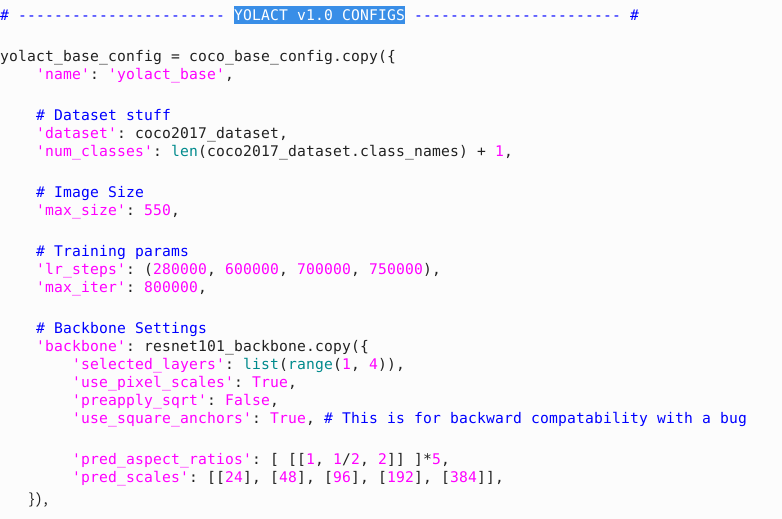 # ----------------------- YOLACT v1.0 CONFIGS ----------------------- #
yolact_base_config = coco_base_config.copy({
    'name': 'yolact_base',
    # Dataset stuff
    'dataset': coco2017_dataset,
    'num_classes': len(coco2017_dataset.class_names) + 1,
    # Image Size
    'max_size': 550,
    # Training params
    'lr_steps': (280000, 600000, 700000, 750000),
    'max_iter': 800000,
    # Backbone Settings
    'backbone': resnet101_backbone.copy({
        'selected_layers': list(range(1, 4)),
        'use_pixel_scales': True,
        'preapply_sqrt': False,
        'use_square_anchors': True, # This is for backward compatability with a bug
        'pred_aspect_ratios': [ [[1, 1/2, 2]] ]*5,
        'pred_scales': [[24], [48], [96], [192], [384]],
    }),